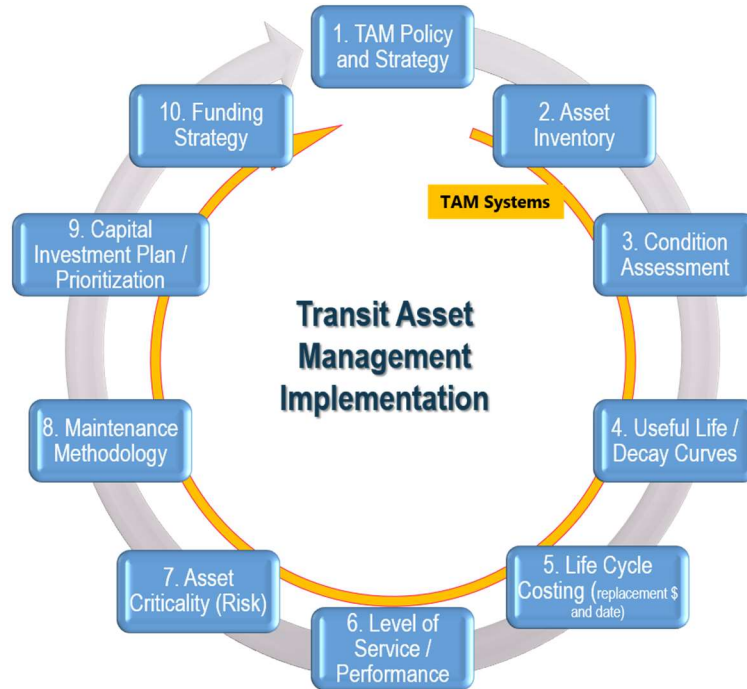 1. TAM Policy
and Strategy
2. Asset
Inventory
TAM Systems
3. Condition
Assessment
4. Useful Life /
Decay Curves
5. Life Cycle
Costing (replacement $
and date)
6. Level of
Service /
Performance
7. Asset
Criticality (Risk)
8. Maintenance
Methodology
9. Capital
Investment Plan /
Prioritization
10. Funding
Strategy
Transit Asset
Management
Implementation